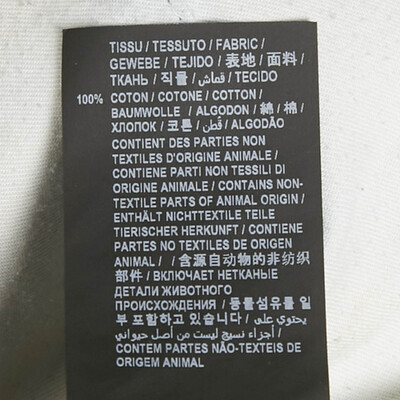 TISSU / TESSUTO / FABRIC /
GEWEBE / TEJIDO / 表地 / 面料 /
ТКАНЬ / 직물 / قماش / TECIDO
100% COTON / COTONE / COTTON /
BAUMWOLLE / ALGODON / 綿 / 棉 /
ХЛОПОК / 코튼 / قطن / ALGODÃO
CONTIENT DES PARTIES NON
TEXTILES D'ORIGINE ANIMALE /
CONTIENE PARTI NON TESSILI DI
ORIGINE ANIMALE / CONTAINS NON-
TEXTILE PARTS OF ANIMAL ORIGIN /
ENTHÄLT NICHTTEXTILE TEILE
TIERISCHER HERKUNFT / CONTIENE
PARTES NO TEXTILES DE ORIGEN
ANIMAL / / 含源自动物的非纺织
部件 / ВКЛЮЧАЕТ НЕТКАНЫЕ
ДЕТАЛИ ЖИВОТНОГО
ПРОИСХОЖДЕНИЯ / 동물섬유를 일
부 포함하고 있습니다 / يحتوي على
أجزاء نسيج ليست من أصل حيواني /
CONTEM PARTES NÃO-TEXTEIS DE
ORIGEM ANIMAL